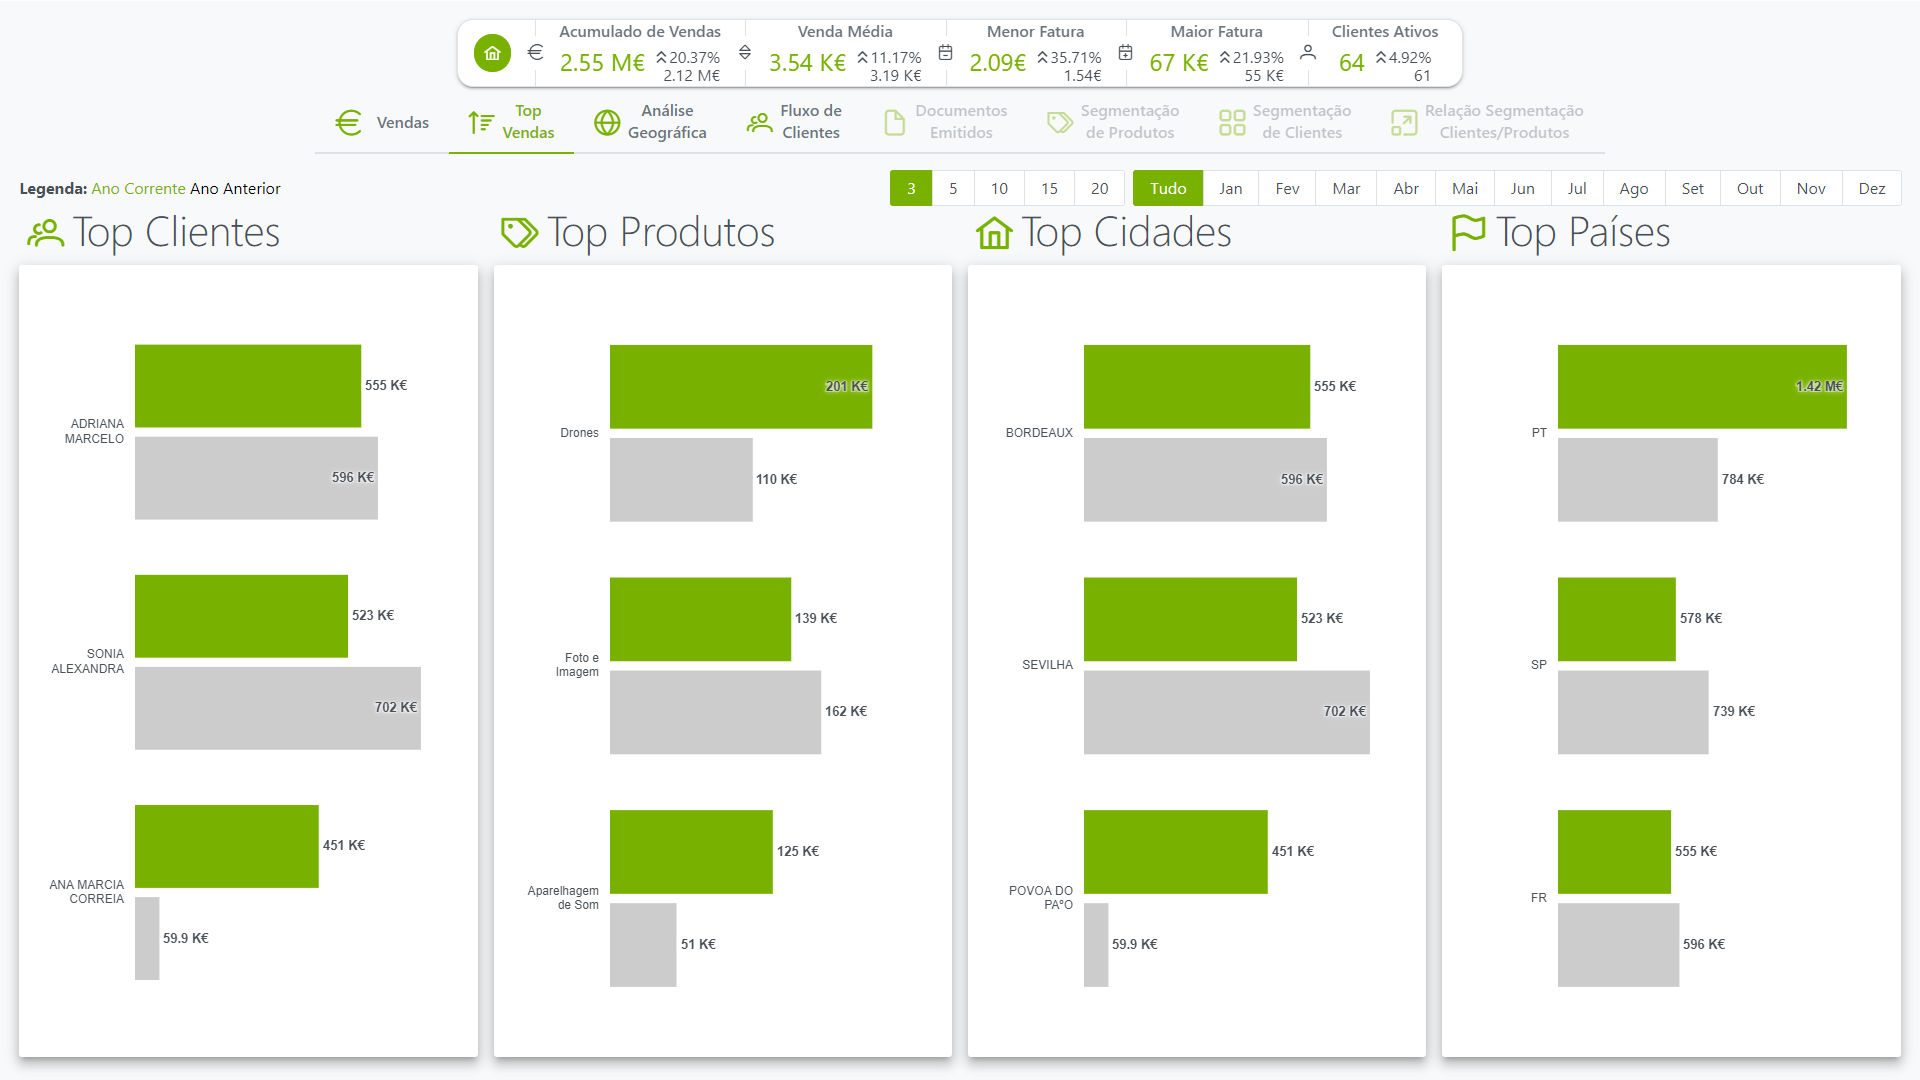 Acumulado de Vendas
2.55 M€
20.37%
2.12 M€
Venda Média
3.54 K€
11.17%
3.19 K€
Menor Fatura
2.09€
35.71%
1.54€
Maior Fatura
67 K€
21.93%
55 K€
Clientes Ativos
64
4.92%
61
Vendas
Top
Vendas
Análise
Geográfica
Fluxo de
Clientes
Documentos
Emitidos
Segmentação
de Produtos
Segmentação
de Clientes
Relação Segmentação
Clientes/Produtos
Legenda: Ano Corrente Ano Anterior
3 5 10 15 20
Tudo Jan Fev Mar Abr Mai Jun Jul Ago Set Out Nov Dez
Top Clientes
ADRIANA
MARCELO
555 K€
596 K€
SONIA
ALEXANDRA
523 K€
702 K€
ANA MARCIA
CORREIA
451 K€
59.9 K€
Top Produtos
Drones
201 K€
110 K€
Foto e
Imagem
139 K€
162 K€
Aparelhagem
de Som
125 K€
51 K€
Top Cidades
BORDEAUX
555 K€
596 K€
SEVILHA
523 K€
702 K€
POVOA DO
PAºO
451 K€
59.9 K€
Top Países
PT
1.42 M€
784 K€
SP
578 K€
739 K€
FR
555 K€
596 K€